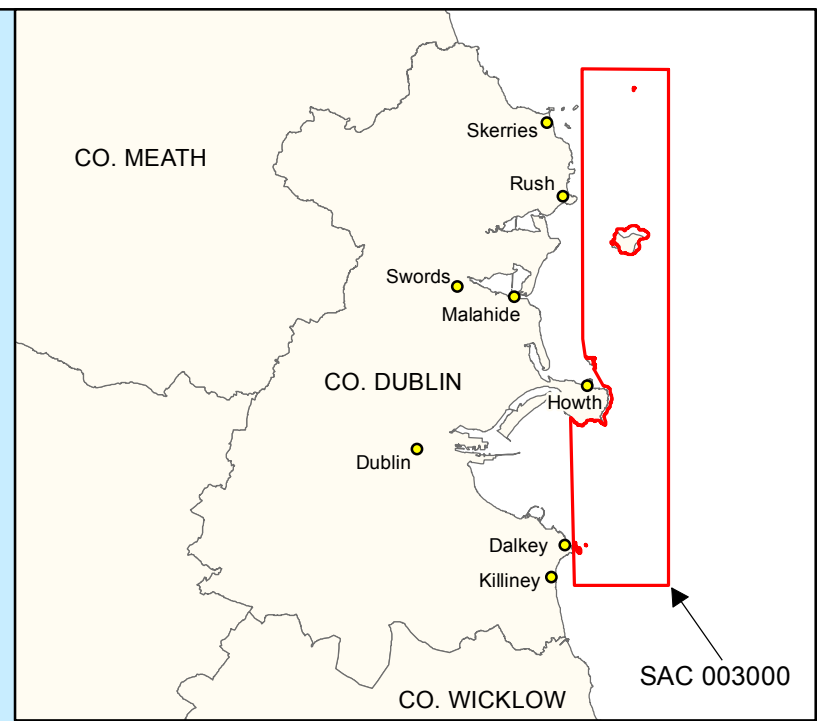 Skerries
CO. MEATH
Rush
Swords
Malahide
CO. DUBLIN
Howth
Dublin
Dalkey
Killiney
SAC 003000
CO. WICKLOW